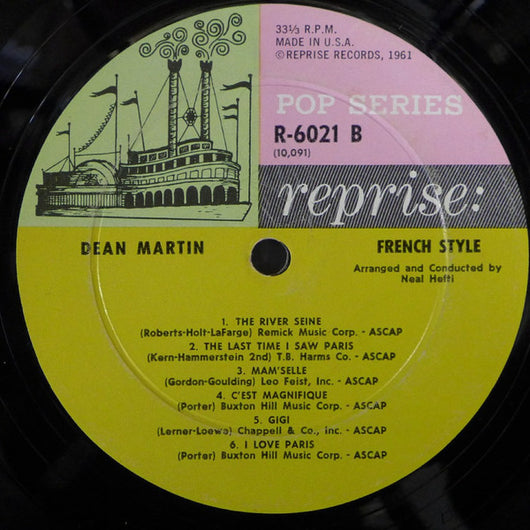 33⅓ R.P.M.
MADE IN U.S.A.
©REPRISE RECORDS, 1961
POP SERIES
R-6021 B
(10,091)
reprise:
DEAN MARTIN
FRENCH STYLE
Arranged and Conducted by
Neal Hefti
1. THE RIVER SEINE
(Roberts-Holt-LaFarge) Remick Music Corp. - ASCAP
2. THE LAST TIME I SAW PARIS
(Kern-Hammerstein 2nd) T.B. Harms Co. - ASCAP
3. MAM'SELLE
(Gordon-Goulding) Leo Feist, Inc. - ASCAP
4. C'EST MAGNIFIQUE
(Porter) Buxton Hill Music Corp. - ASCAP
5. GIGI
(Lerner-Loewe) Chappell & Co., Inc. - ASCAP
6. I LOVE PARIS
(Porter) Buxton Hill Music Corp. - ASCAP